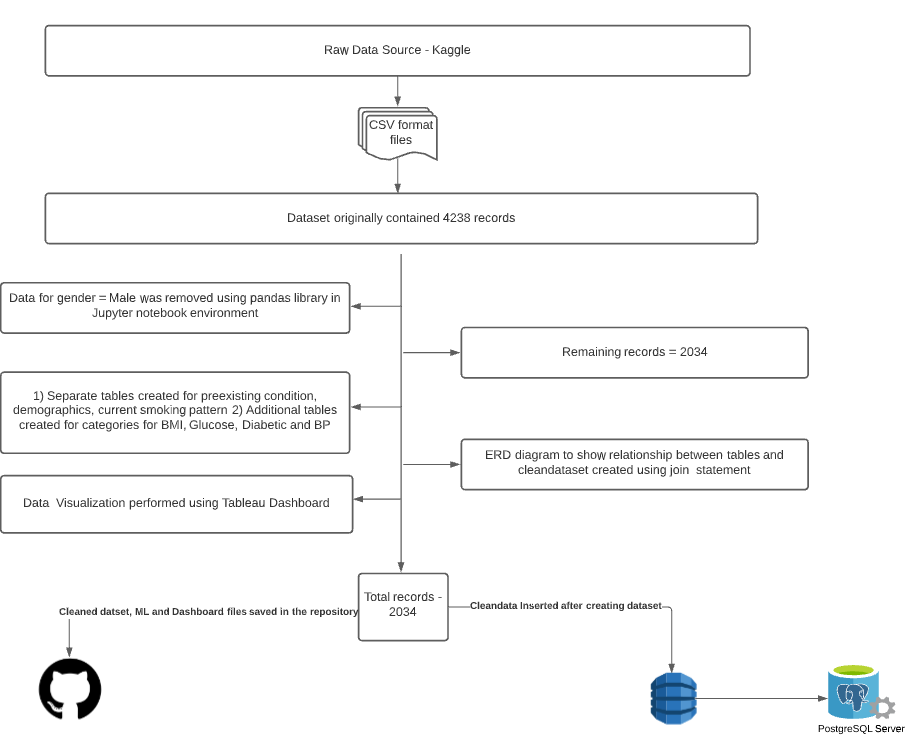 Raw Data Source - Kaggle
CSV format
files
Dataset originally contained 4238 records
Data for gender = Male was removed using pandas library in
Jupyter notebook environment
Remaining records = 2034
1) Separate tables created for preexisting condition,
demographics, current smoking pattern 2) Additional tables
created for categories for BMI, Glucose, Diabetic and BP
ERD diagram to show relationship between tables and
cleandataset created using join statement
Data Visualization performed using Tableau Dashboard
Total records -
2034
Cleaned datset, ML and Dashboard files saved in the repository
Cleandata Inserted after creating dataset
PostgreSQL Server